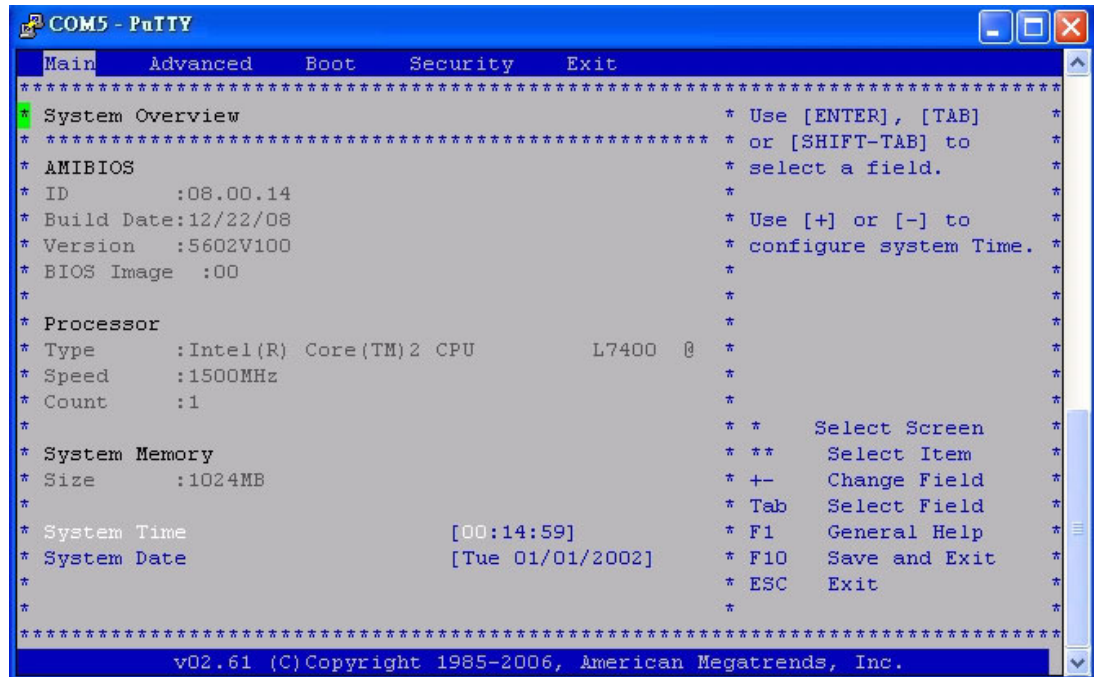 COM5 - PuTTY
Main Advanced Boot Security Exit
********************************************************************************
* System Overview * Use [ENTER], [TAB] *
* *************************************************** * or [SHIFT-TAB] to *
* AMIBIOS * select a field. *
* ID :08.00.14 * *
* Build Date:12/22/08 * Use [+] or [-] to *
* Version :5602V100 * configure system Time. *
* BIOS Image :00 * *
* * *
* Processor * *
* Type :Intel(R) Core(TM)2 CPU L7400 @ * *
* Speed :1500MHz * *
* Count :1 * *
* * * Select Screen *
* System Memory * ** Select Item *
* Size :1024MB * +- Change Field *
* * Tab Select Field *
* System Time [00:14:59] * F1 General Help *
* System Date [Tue 01/01/2002] * F10 Save and Exit *
* * ESC Exit *
* * *
********************************************************************************
v02.61 (C)Copyright 1985-2006, American Megatrends, Inc.